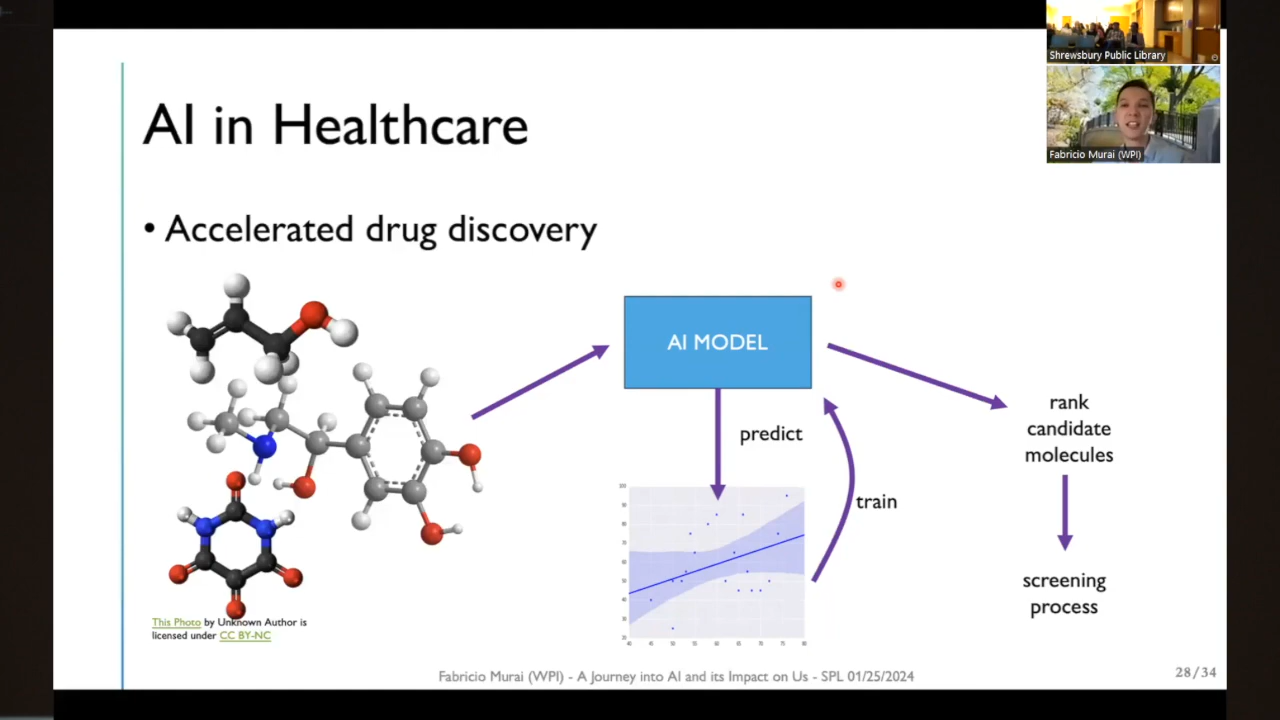 Shrewsbury Public Library
Fabricio Murai (WPI)
AI in Healthcare
• Accelerated drug discovery
AI MODEL
predict
train
rank
candidate
molecules
screening
process
This Photo by Unknown Author is
licensed under CC BY-NC
Fabricio Murai (WPI) - A Journey into AI and its Impact on Us - SPL 01/25/2024
28/34